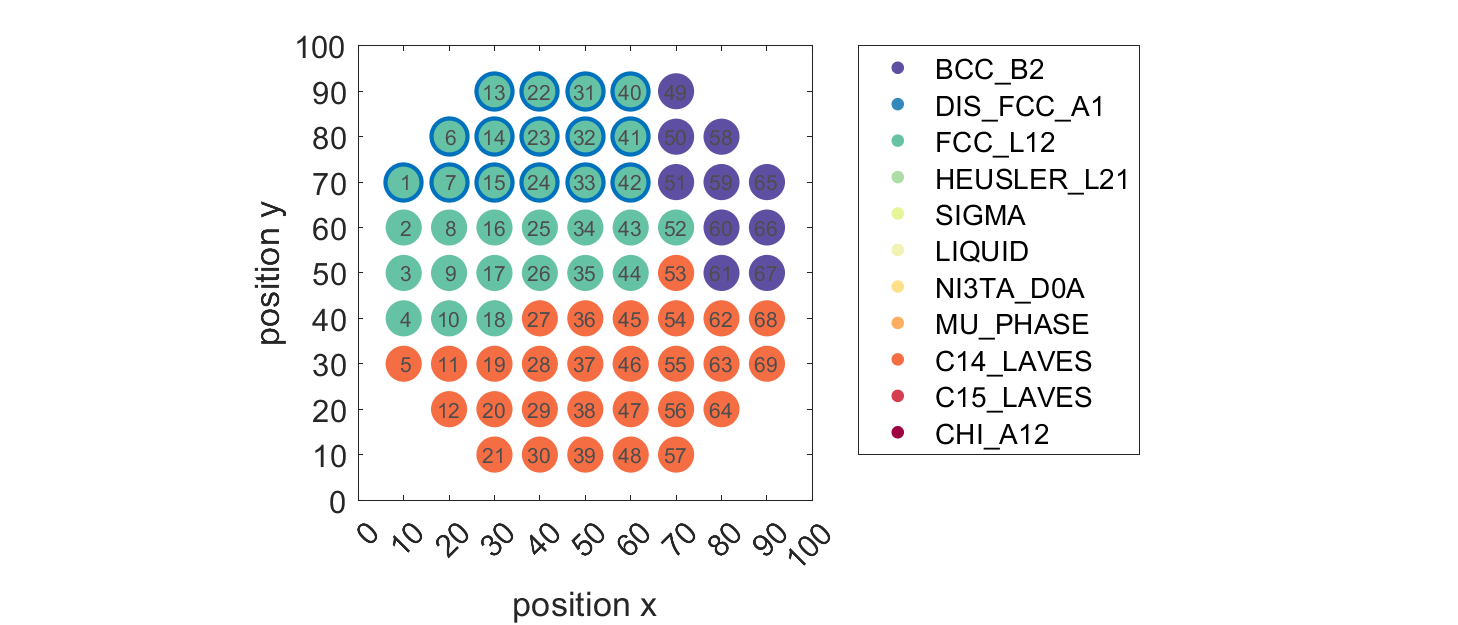 100
90
80
70
60
50
40
30
20
10
0
13 22 31 40 49
6 14 23 32 41 50 58
1 7 15 24 33 42 51 59 65
2 8 16 25 34 43 52 60 66
3 9 17 26 35 44 53 61 67
4 10 18 27 36 45 54 62 68
5 11 19 28 37 46 55 63 69
12 20 29 38 47 56 64
21 30 39 48 57
0 10 20 30 40 50 60 70 80 90 100
position x
position y
BCC_B2
DIS_FCC_A1
FCC_L12
HEUSLER_L21
SIGMA
LIQUID
NI3TA_D0A
MU_PHASE
C14_LAVES
C15_LAVES
CHI_A12